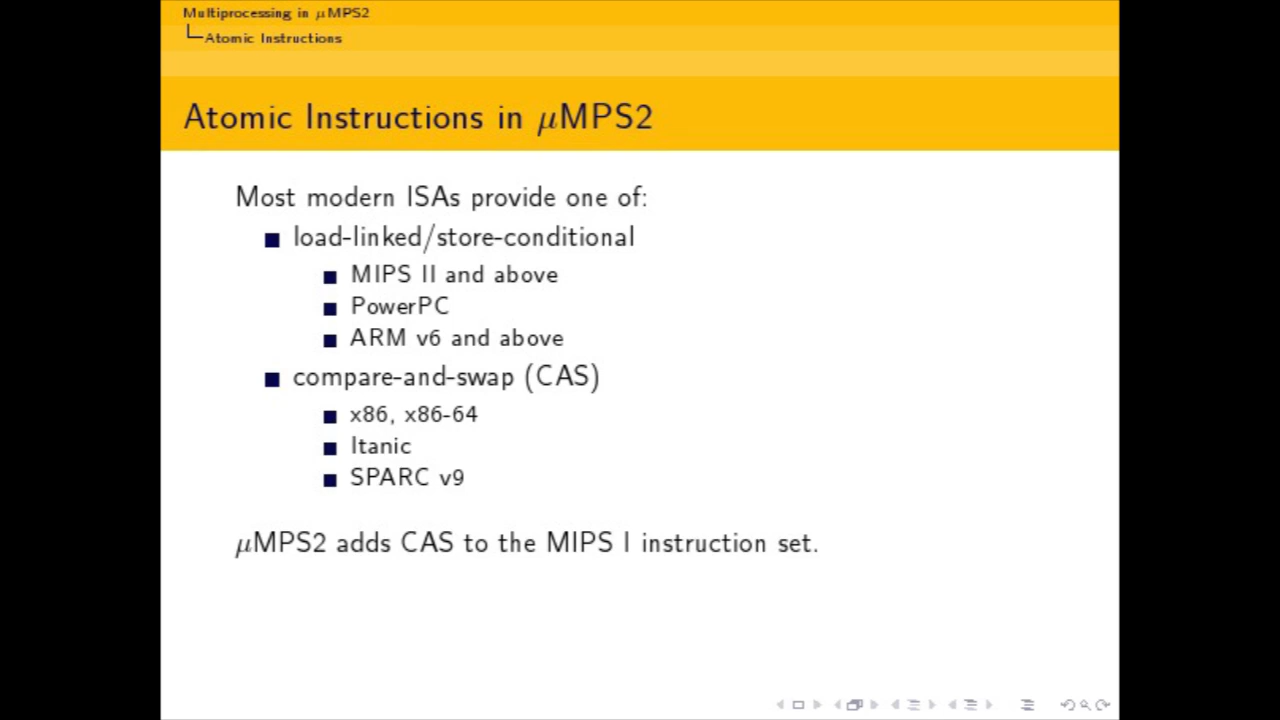 Multiprocessing in μMPS2
Atomic Instructions
Atomic Instructions in μMPS2
Most modern ISAs provide one of:
load-linked/store-conditional
MIPS II and above
PowerPC
ARM v6 and above
compare-and-swap (CAS)
x86, x86-64
Itanic
SPARC v9
μMPS2 adds CAS to the MIPS I instruction set.